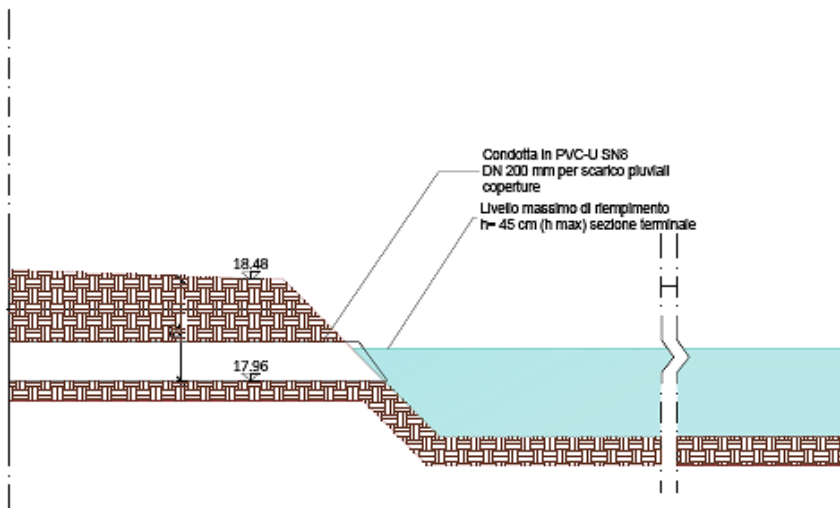 Condotta in PVC-U SN8
DN 200 mm per scarico pluviali
coperture
Livello massimo di riempimento
h= 45 cm (h max) sezione terminale
18.48
17.96